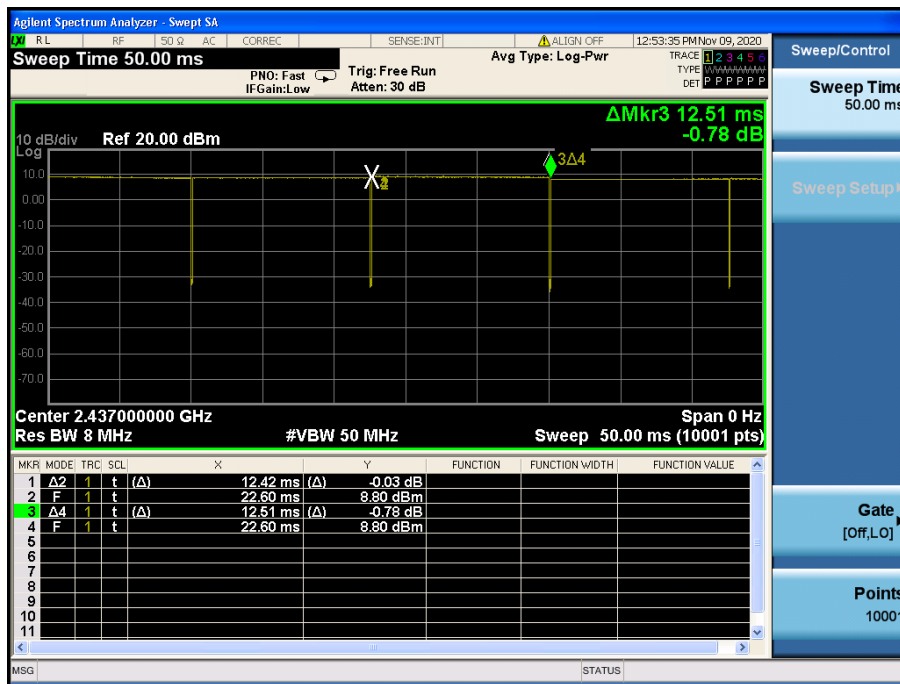 Agilent Spectrum Analyzer - Swept SA
LXI RL RF 50 Ω AC CORREC SENSE:INT ALIGN OFF 12:53:35 PM Nov 09, 2020
Sweep Time 50.00 ms
PNO: Fast
IFGain:Low
Trig: Free Run
Atten: 30 dB
Avg Type: Log-Pwr
TRACE 1 2 3 4 5 6
TYPE
DET P P P P P P
Sweep/Control
Sweep Time
50.00 ms
Sweep Setup
Gate
[Off,LO]
Points
10001
ΔMkr3 12.51 ms
-0.78 dB
10 dB/div Ref 20.00 dBm
Log
10.0
0.00
-10.0
-20.0
-30.0
-40.0
-50.0
-60.0
-70.0
2
3Δ4
Center 2.437000000 GHz Span 0 Hz
Res BW 8 MHz #VBW 50 MHz Sweep 50.00 ms (10001 pts)
MKR MODE TRC SCL X Y FUNCTION FUNCTION WIDTH FUNCTION VALUE
1 Δ2 1 t (Δ) 12.42 ms (Δ) -0.03 dB
2 F 1 t 22.60 ms 8.80 dBm
3 Δ4 1 t (Δ) 12.51 ms (Δ) -0.78 dB
4 F 1 t 22.60 ms 8.80 dBm
5
6
7
8
9
10
11
MSG STATUS